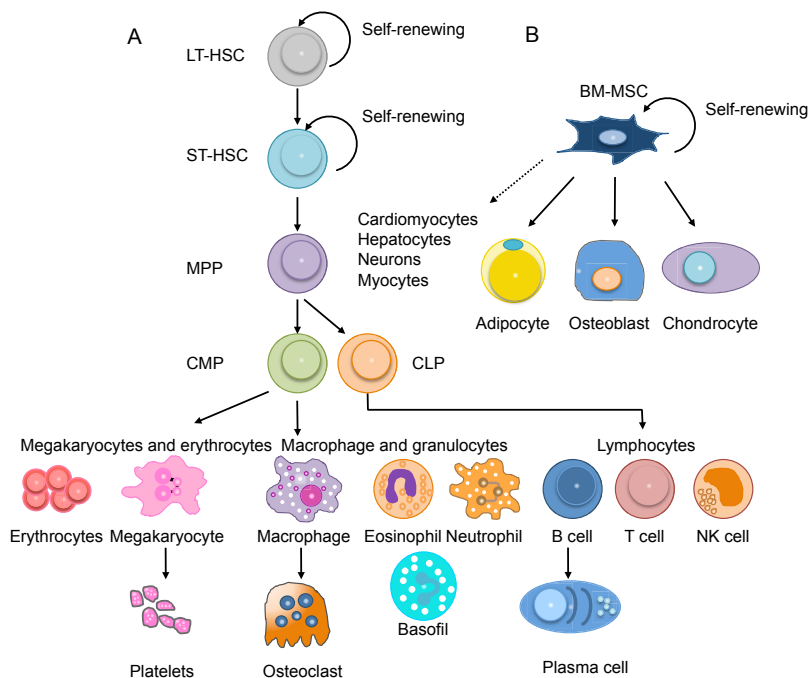 A
LT-HSC
Self-renewing
ST-HSC
Self-renewing
MPP
CMP
CLP
B
BM-MSC
Self-renewing
Cardiomyocytes
Hepatocytes
Neurons
Myocytes
Adipocyte
Osteoblast
Chondrocyte
Megakaryocytes and erythrocytes
Macrophage and granulocytes
Lymphocytes
Erythrocytes
Megakaryocyte
Macrophage
Eosinophil
Neutrophil
B cell
T cell
NK cell
Basofil
Platelets
Osteoclast
Plasma cell